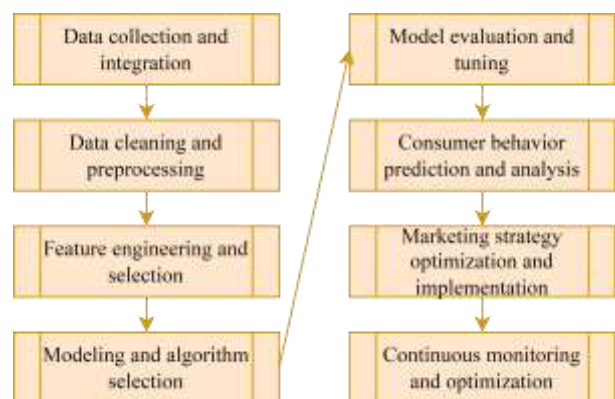 Data collection and
integration
Data cleaning and
preprocessing
Feature engineering and
selection
Modeling and algorithm
selection
Model evaluation and
tuning
Consumer behavior
prediction and analysis
Marketing strategy
optimization and
implementation
Continuous monitoring
and optimization